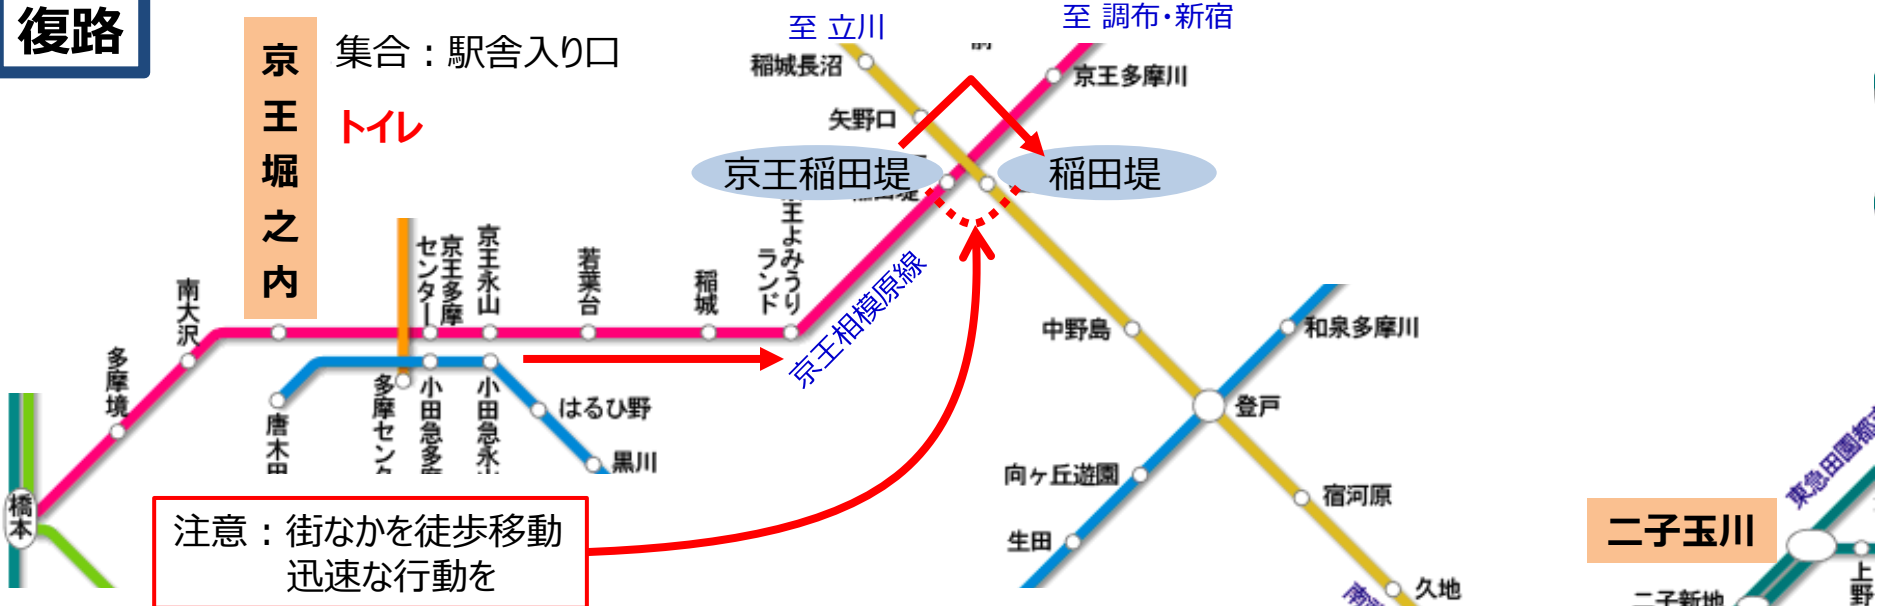 復路
至 立川
至 調布・新宿
京王堀之内
集合：駅舎入り口
トイレ
稲城長沼
京王多摩川
矢野口
京王稲田堤
稲田堤
京王よみうりランド
稲城
若葉台
京王永山
京王多摩センター
南大沢
多摩境
橋本
京王相模原線
唐木田
多摩センタ
小田急多摩
小田急永山
はるひ野
黒川
中野島
和泉多摩川
登戸
向ヶ丘遊園
宿河原
生田
久地
注意：街なかを徒歩移動
迅速な行動を
東急田園都
二子玉川
二子新地
上野